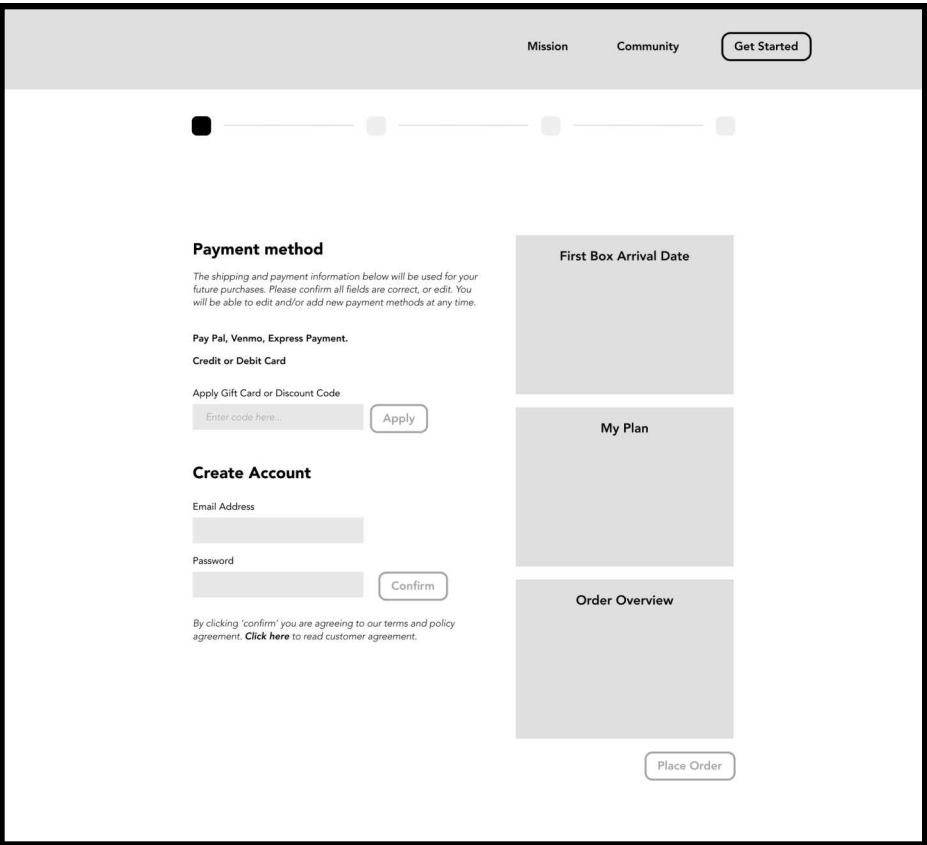 Mission
Community
Get Started
Payment method
The shipping and payment information below will be used for your
future purchases. Please confirm all fields are correct, or edit. You
will be able to edit and/or add new payment methods at any time.
Pay Pal, Venmo, Express Payment.
Credit or Debit Card
Apply Gift Card or Discount Code
Enter code here...
Apply
Create Account
Email Address
Password
Confirm
By clicking 'confirm' you are agreeing to our terms and policy
agreement. Click here to read customer agreement.
First Box Arrival Date
My Plan
Order Overview
Place Order